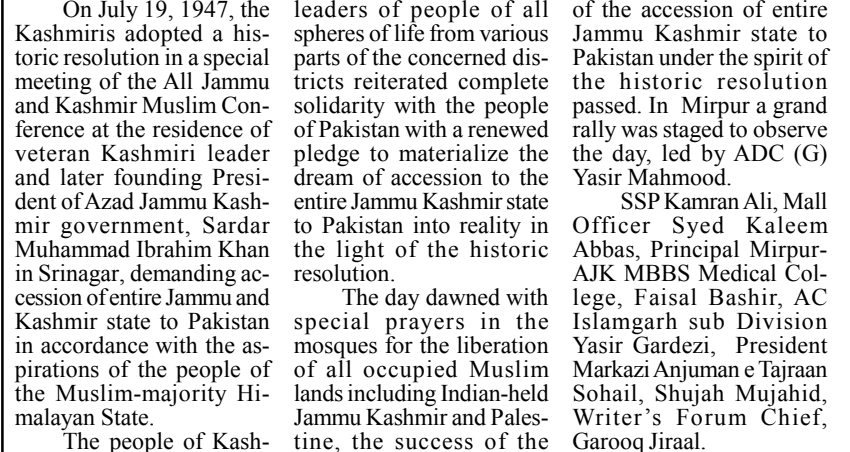 On July 19, 1947, the
Kashmiris adopted a his-
toric resolution in a special
meeting of the All Jammu
and Kashmir Muslim Con-
ference at the residence of
veteran Kashmiri leader
and later founding Presi-
dent of Azad Jammu Kash-
mir government, Sardar
Muhammad Ibrahim Khan
in Srinagar, demanding ac-
cession of entire Jammu and
Kashmir state to Pakistan
in accordance with the as-
pirations of the people of
the Muslim-majority Hi-
malayan State.
The people of Kash-
leaders of people of all
spheres of life from various
parts of the concerned dis-
tricts reiterated complete
solidarity with the people
of Pakistan with a renewed
pledge to materialize the
dream of accession to the
entire Jammu Kashmir state
to Pakistan into reality in
the light of the historic
resolution.
The day dawned with
special prayers in the
mosques for the liberation
of all occupied Muslim
lands including Indian-held
Jammu Kashmir and Pales-
tine, the success of the
of the accession of entire
Jammu Kashmir state to
Pakistan under the spirit of
the historic resolution
passed. In Mirpur a grand
rally was staged to observe
the day, led by ADC (G)
Yasir Mahmood.
SSP Kamran Ali, Mall
Officer Syed Kaleem
Abbas, Principal Mirpur-
AJK MBBS Medical Col-
lege, Faisal Bashir, AC
Islamgarh sub Division
Yasir Gardezi, President
Markazi Anjuman e Tajraan
Sohail, Shujah Mujahid,
Writer's Forum Chief,
Garooq Jiraal.